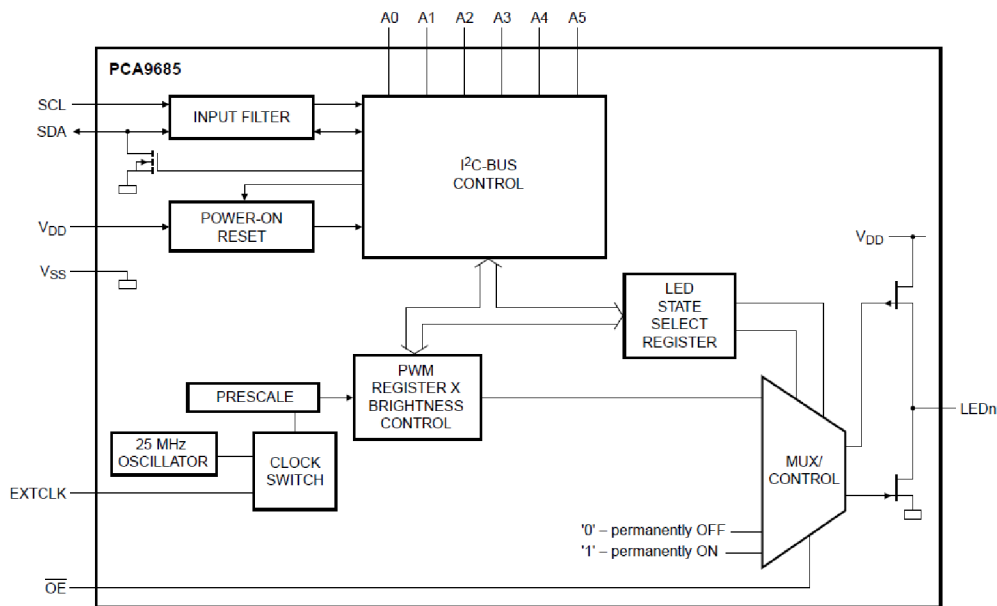 A0 A1 A2 A3 A4 A5
PCA9685
SCL
SDA
INPUT FILTER
I²C-BUS
CONTROL
POWER-ON
RESET
VDD
VSS
VDD
LED
STATE
SELECT
REGISTER
PWM
REGISTER X
BRIGHTNESS
CONTROL
PRESCALE
25 MHz
OSCILLATOR
CLOCK
SWITCH
EXTCLK
MUX/
CONTROL
LEDn
'0' – permanently OFF
'1' – permanently ON
O̅E̅